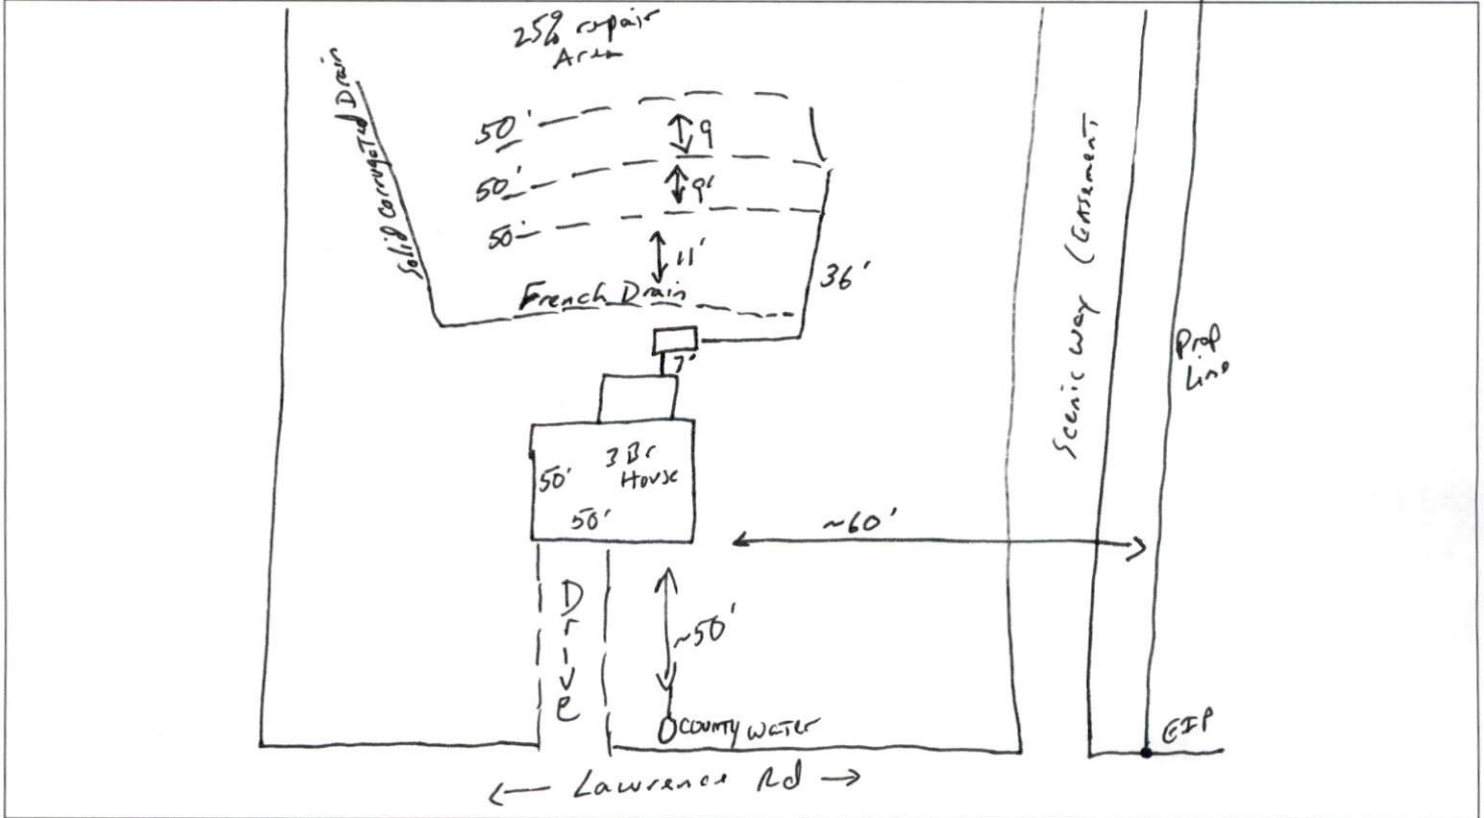 25% repair
Area
Solid Corrugated Drain
50'
9
50'
9'
50'
11'
French Drain
36'
7'
3 Br
House
50'
50'
~60'
Scenic Way (Easement)
Prop
Line
Drive
~50'
County Water
EIP
← Lawrence Rd →